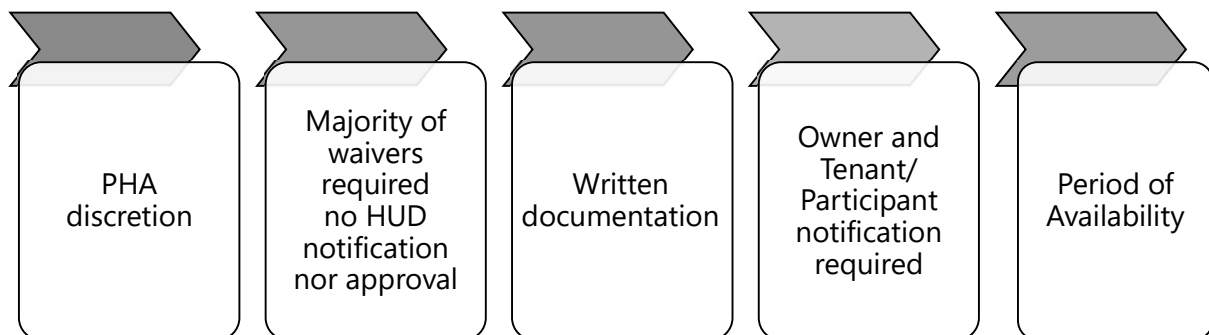 PHA
discretion
Majority of
waivers
required
no HUD
notification
nor approval
Written
documentation
Owner and
Tenant/
Participant
notification
required
Period of
Availability